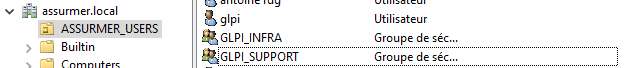 assurmer.local
ASSURMER_USERS
Builtin
Computers
Utilisateur
glpi Utilisateur
GLPI_INFRA Groupe de séc...
GLPI_SUPPORT Groupe de séc...